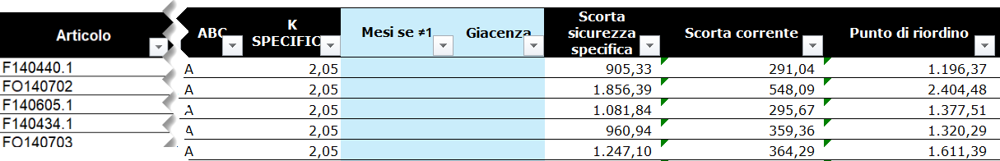 Articolo ABC K SPECIFIC Mesi se ≠1 Giacenza Scorta sicurezza specifica Scorta corrente Punto di riordino
F140440.1 A 2,05 905,33 291,04 1.196,37
FO140702 A 2,05 1.856,39 548,09 2.404,48
F140605.1 A 2,05 1.081,84 295,67 1.377,51
F140434.1 A 2,05 960,94 359,36 1.320,29
FO140703 A 2,05 1.247,10 364,29 1.611,39